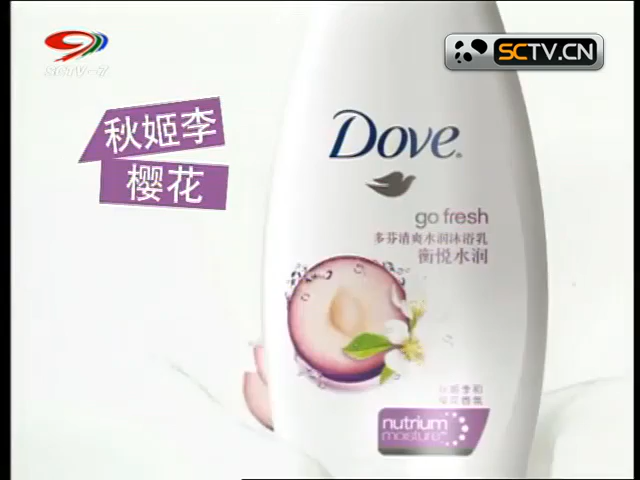 SCTV-7
SCTV.CN
秋姬李
樱花
Dove
go fresh
多芬清爽水润沐浴乳
衡悦水润
nutrium
moisture